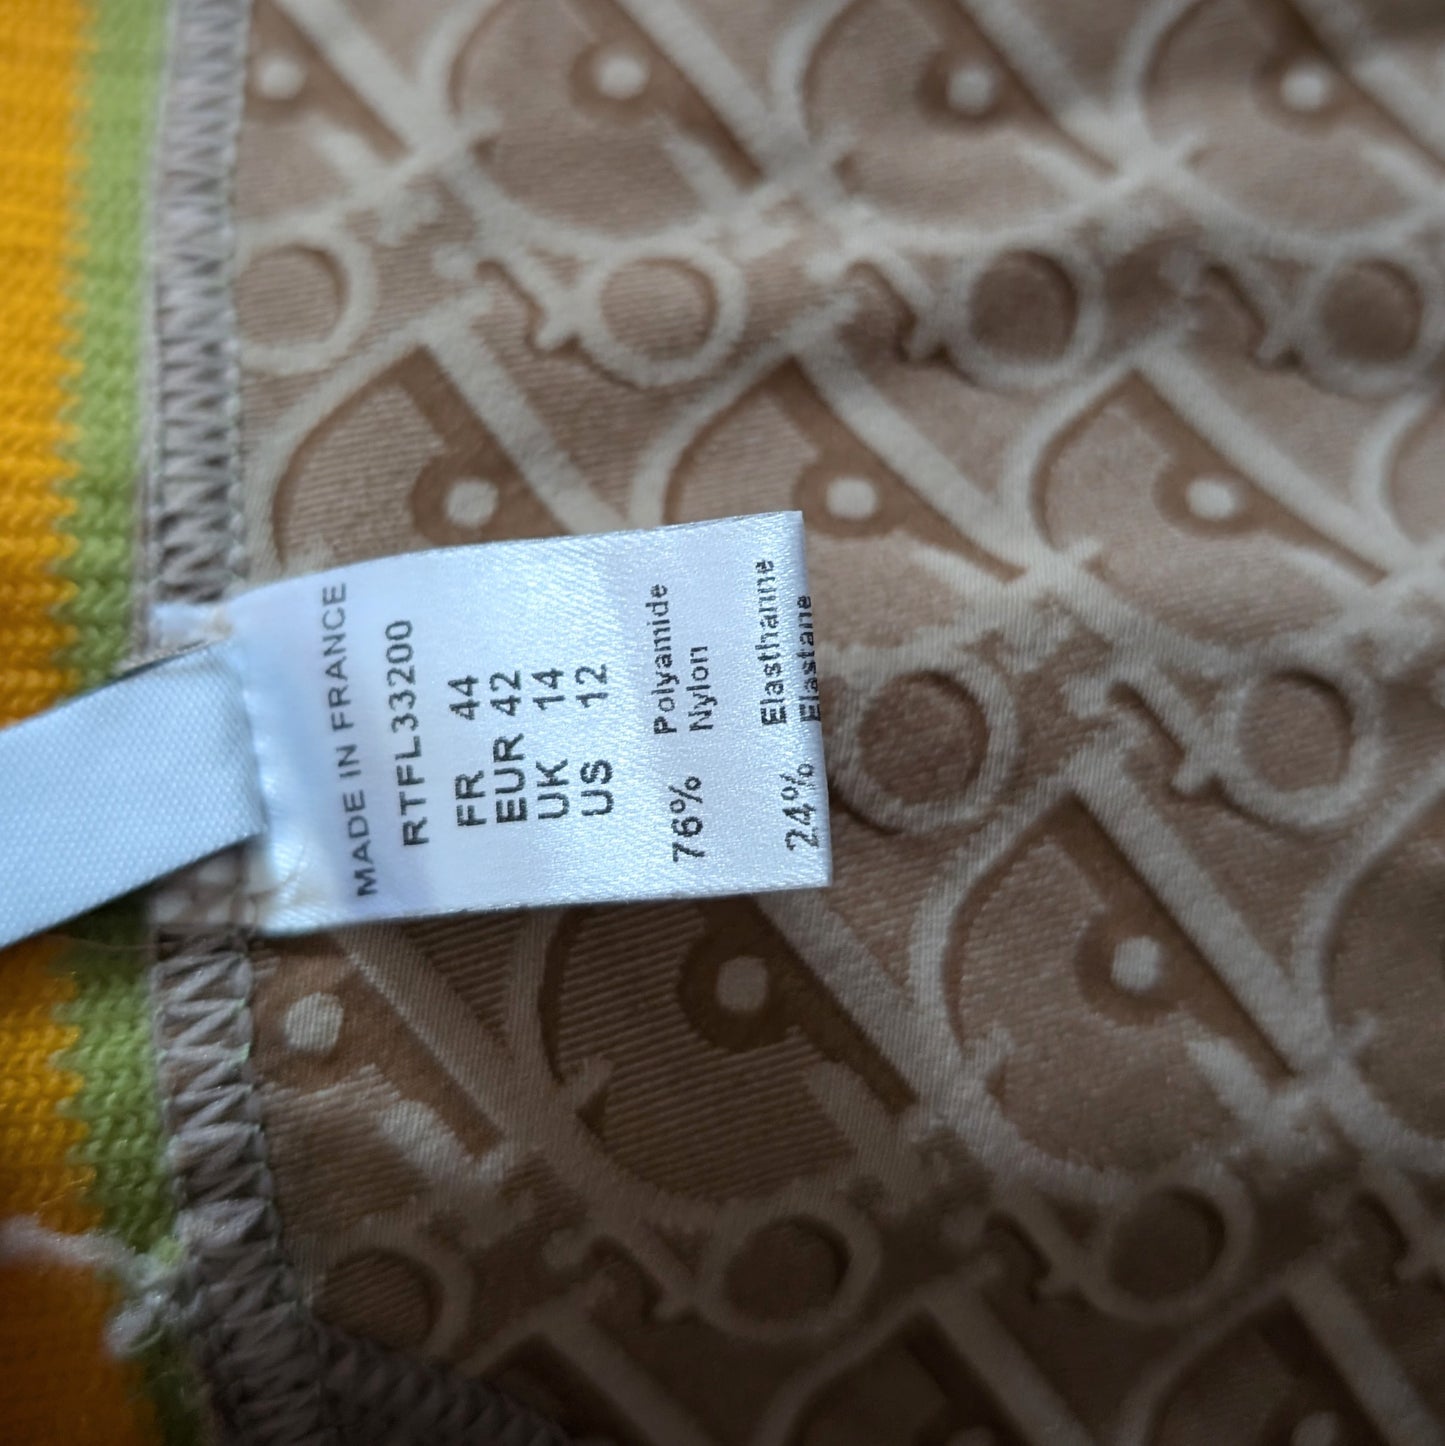 MADE IN FRANCE
RTFL33200
FR 44
EUR 42
UK 14
US 12
76% Polyamide
Nylon
24% Elasthanne
Elastane